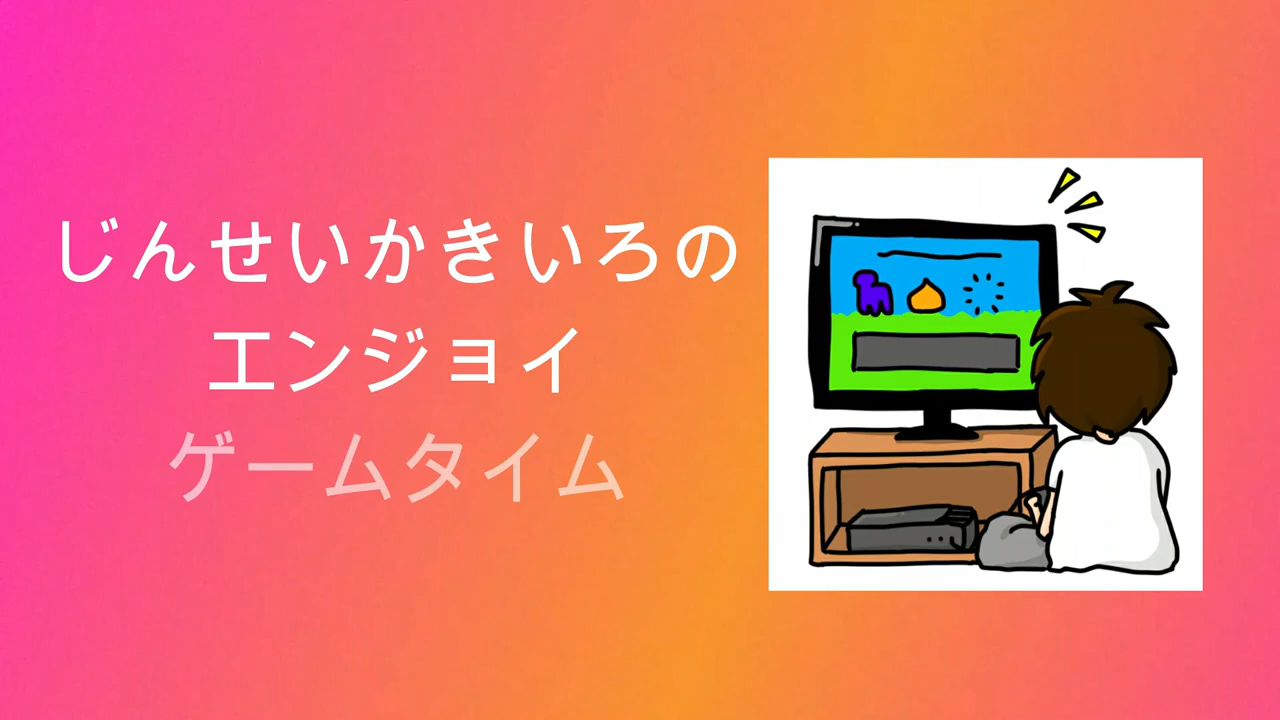 じんせいかきいろの
エンジョイ
ゲームタイム